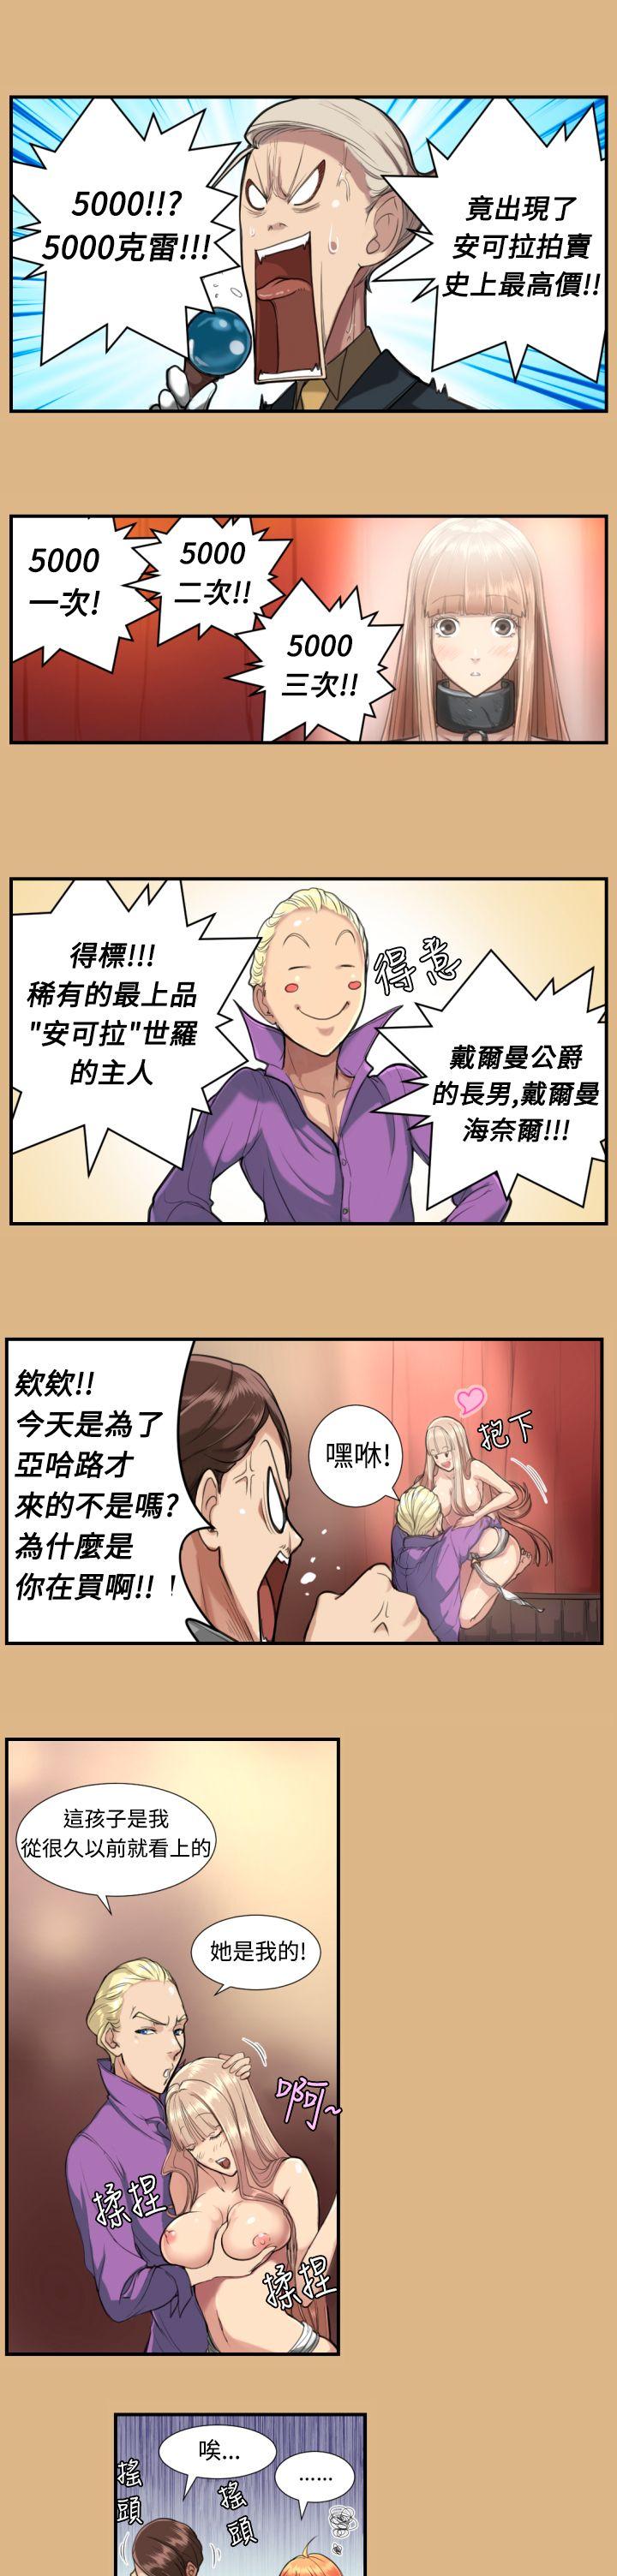 5000!!?
5000克雷!!!
竟出現了
安可拉拍賣
史上最高價!!
5000
一次!
5000
二次!!
5000
三次!!
得標!!!
稀有的最上品
"安可拉"世羅
的主人
得意
戴爾曼公爵
的長男,戴爾曼
海奈爾!!!
欸欸!!
今天是為了
亞哈路才
來的不是嗎?
為什麼是
你在買啊!! !
嘿咻!
抱下
這孩子是我
從很久以前就看上的
她是我的!
啊~
揉捏
揉捏
唉...
......
搖頭
搖頭